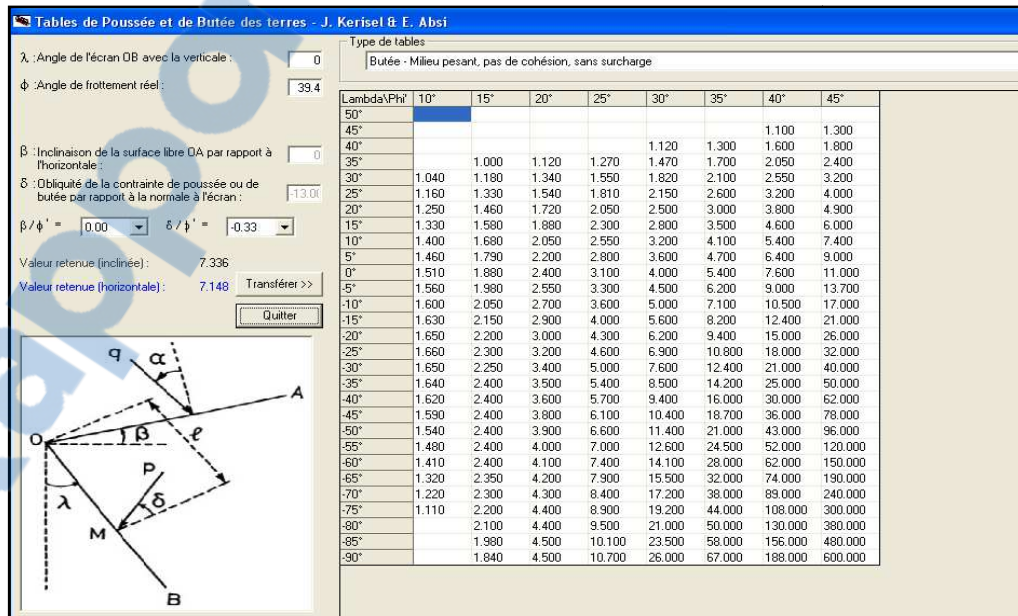 Tables de Poussée et de Butée des terres - J. Kerisel & E. Absi
λ : Angle de l'écran OB avec la verticale : 0
ϕ : Angle de frottement réel : 39.4
β : Inclinaison de la surface libre OA par rapport à l'horizontale : 0
δ : Obliquité de la contrainte de poussée ou de butée par rapport à la normale à l'écran : -13.00
β/ϕ' = 0.00 δ/ϕ' = -0.33
Valeur retenue (inclinée) : 7.336
Valeur retenue (horizontale) : 7.148 Transférer >>
Quitter
q α A
O β ℓ
P
λ δ
M
B
Type de tables
Butée - Milieu pesant, pas de cohésion, sans surcharge
Lambda\Phi' 10° 15° 20° 25° 30° 35° 40° 45°
50°
45° 1.100 1.300
40° 1.120 1.300 1.600 1.800
35° 1.000 1.120 1.270 1.470 1.700 2.050 2.400
30° 1.040 1.180 1.340 1.550 1.820 2.100 2.550 3.200
25° 1.160 1.330 1.540 1.810 2.150 2.600 3.200 4.000
20° 1.250 1.460 1.720 2.050 2.500 3.000 3.800 4.900
15° 1.330 1.580 1.880 2.300 2.800 3.500 4.600 6.000
10° 1.400 1.680 2.050 2.550 3.200 4.100 5.400 7.400
5° 1.460 1.790 2.200 2.800 3.600 4.700 6.400 9.000
0° 1.510 1.880 2.400 3.100 4.000 5.400 7.600 11.000
-5° 1.560 1.980 2.550 3.300 4.500 6.200 9.000 13.700
-10° 1.600 2.050 2.700 3.600 5.000 7.100 10.500 17.000
-15° 1.630 2.150 2.900 4.000 5.600 8.200 12.400 21.000
-20° 1.650 2.200 3.000 4.300 6.200 9.400 15.000 26.000
-25° 1.660 2.300 3.200 4.600 6.900 10.800 18.000 32.000
-30° 1.650 2.250 3.400 5.000 7.600 12.400 21.000 40.000
-35° 1.640 2.400 3.500 5.400 8.500 14.200 25.000 50.000
-40° 1.620 2.400 3.600 5.700 9.400 16.000 30.000 62.000
-45° 1.590 2.400 3.800 6.100 10.400 18.700 36.000 78.000
-50° 1.540 2.400 3.900 6.600 11.400 21.000 43.000 96.000
-55° 1.480 2.400 4.000 7.000 12.600 24.500 52.000 120.000
-60° 1.410 2.400 4.100 7.400 14.100 28.000 62.000 150.000
-65° 1.320 2.350 4.200 7.900 15.500 32.000 74.000 190.000
-70° 1.220 2.300 4.300 8.400 17.200 38.000 89.000 240.000
-75° 1.110 2.200 4.400 8.900 19.200 44.000 108.000 300.000
-80° 2.100 4.400 9.500 21.000 50.000 130.000 380.000
-85° 1.980 4.500 10.100 23.500 58.000 156.000 480.000
-90° 1.840 4.500 10.700 26.000 67.000 188.000 600.000